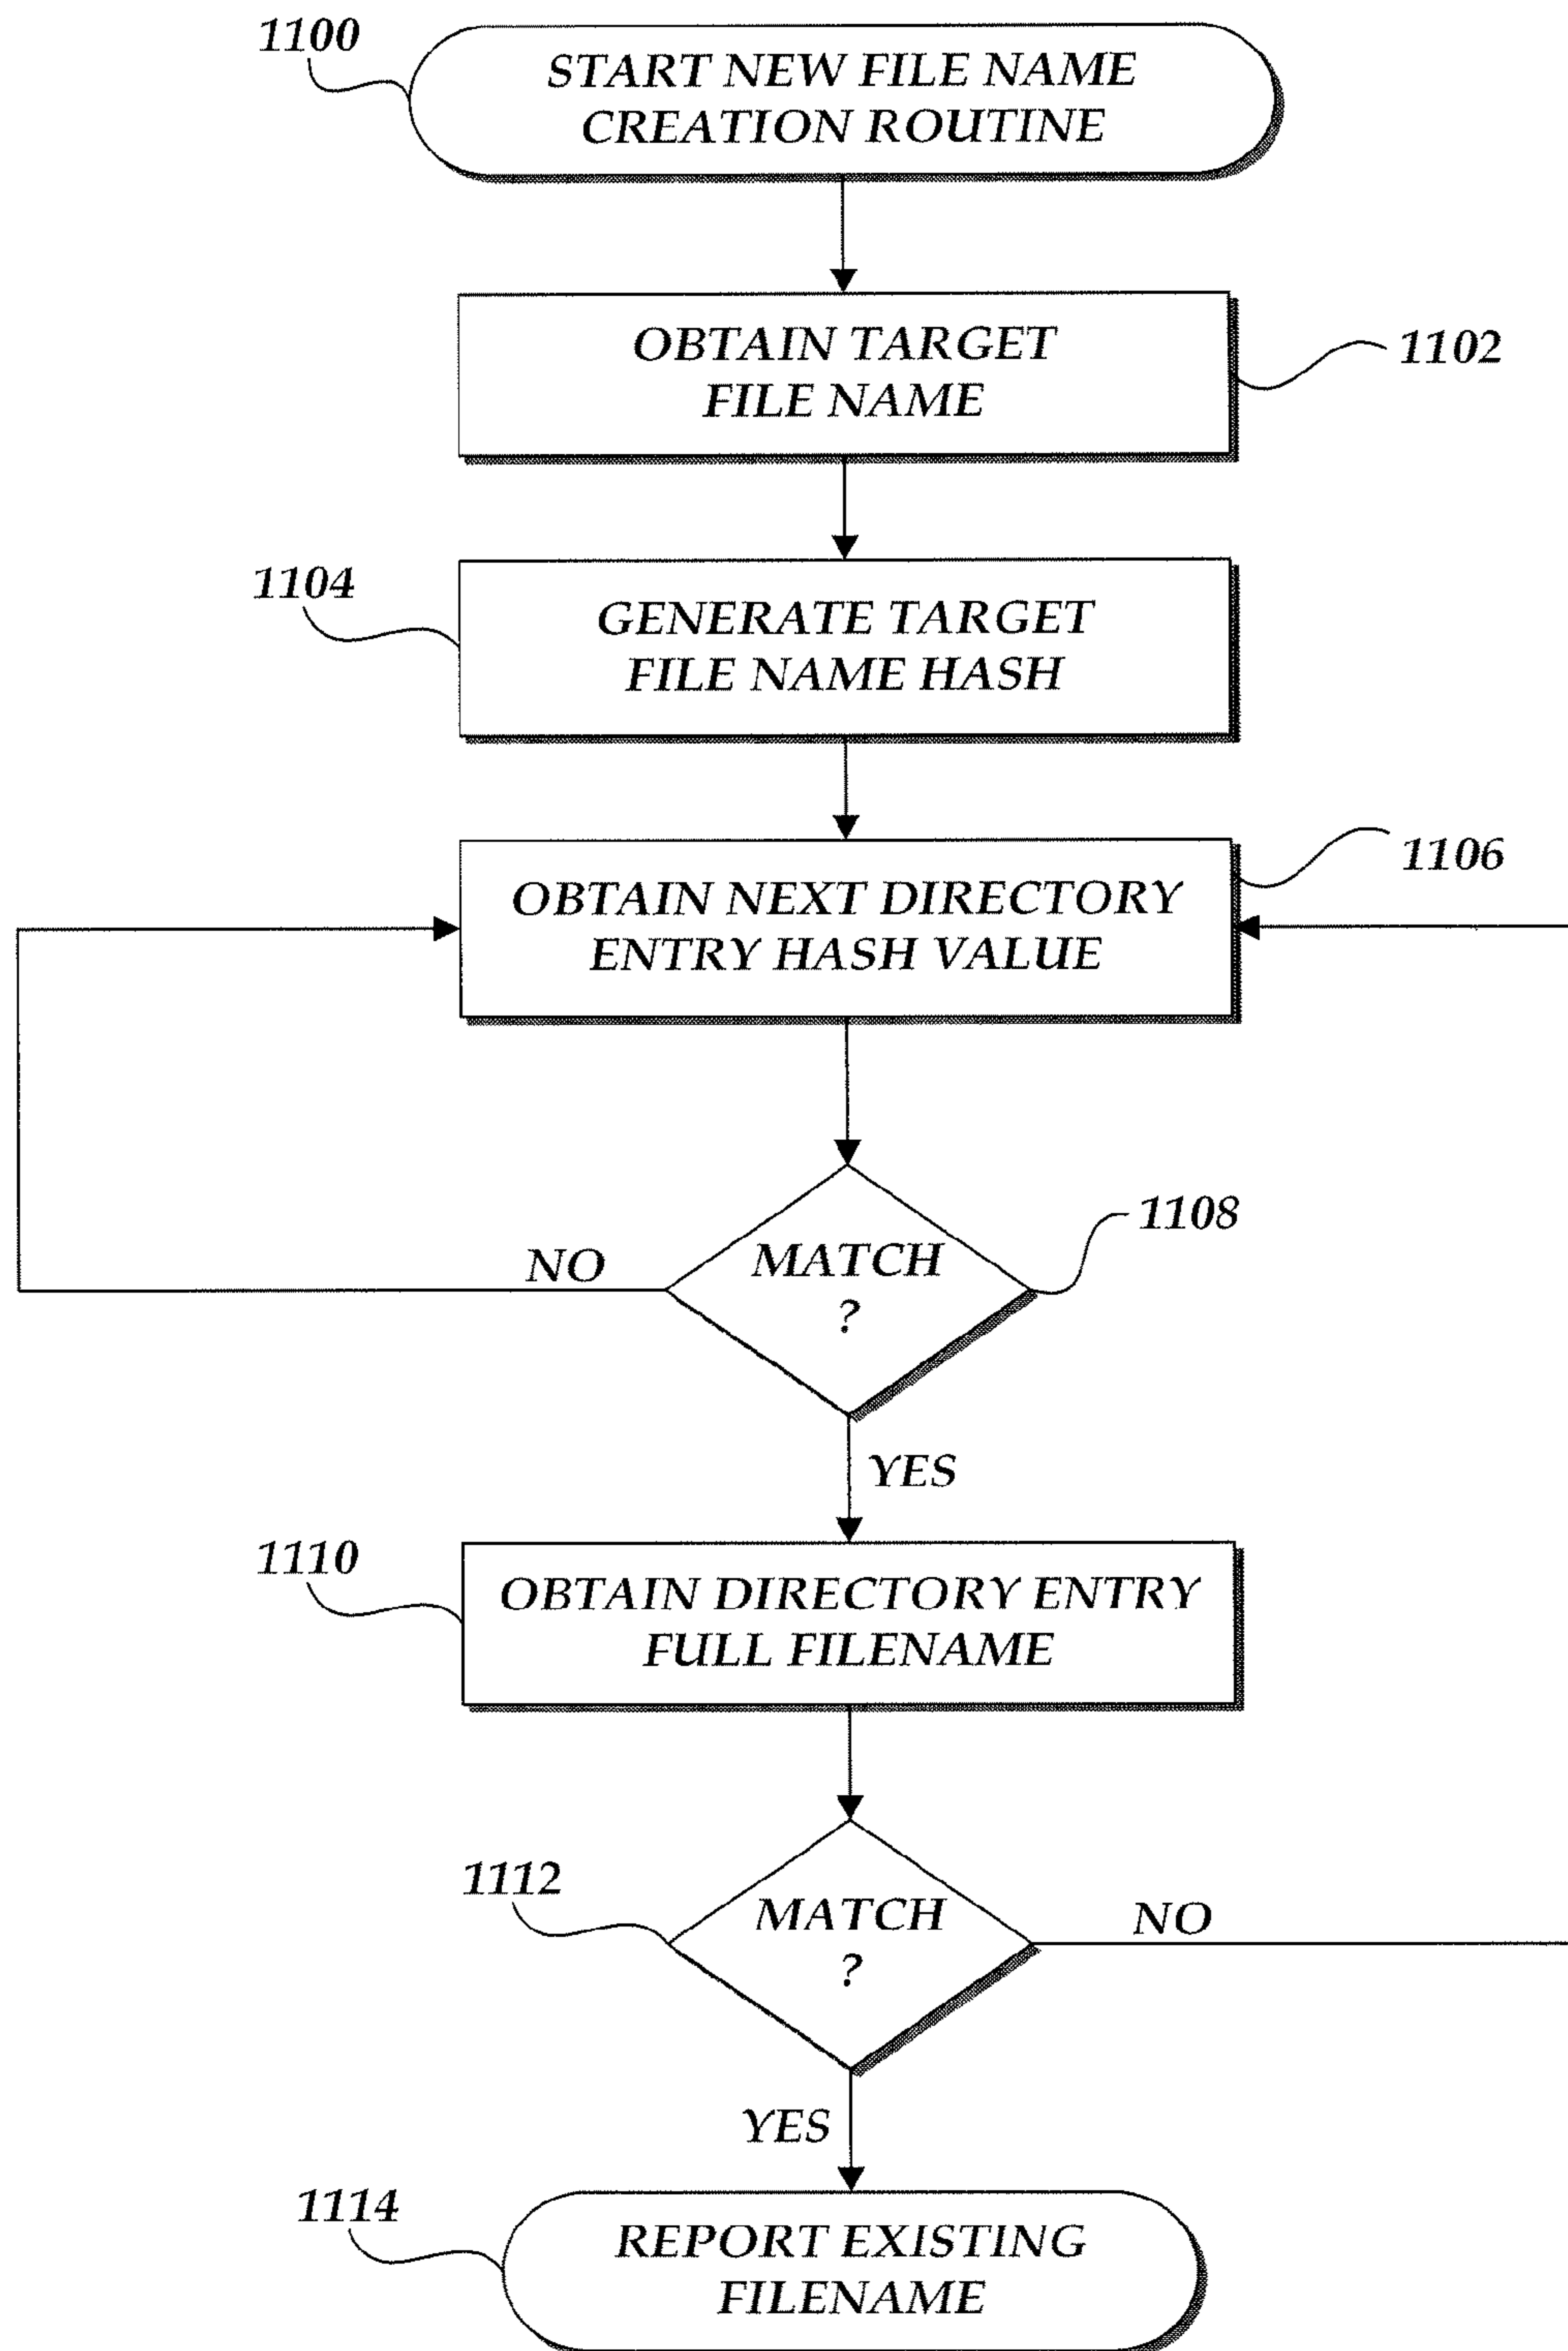 1100
START NEW FILE NAME
CREATION ROUTINE
OBTAIN TARGET
FILE NAME
1102
1104
GENERATE TARGET
FILE NAME HASH
1106
OBTAIN NEXT DIRECTORY
ENTRY HASH VALUE
1108
NO
MATCH
?
YES
1110
OBTAIN DIRECTORY ENTRY
FULL FILENAME
1112
MATCH
?
NO
YES
1114
REPORT EXISTING
FILENAME